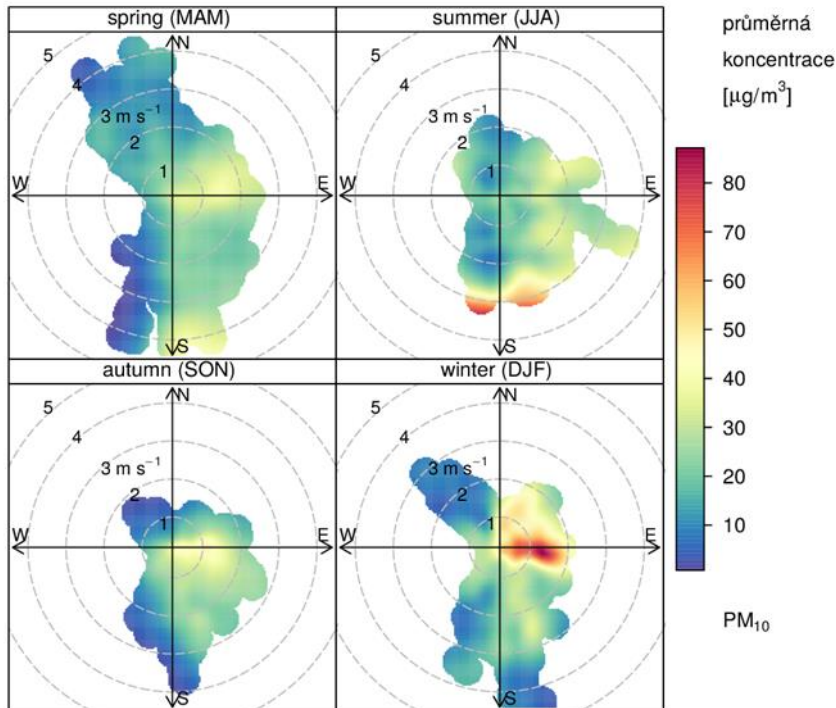 spring (MAM)
5
4
3 m s⁻¹
2
1
N
W
E
S
summer (JJA)
5
4
3 m s⁻¹
2
1
N
W
E
S
autumn (SON)
5
4
3 m s⁻¹
2
1
N
W
E
S
winter (DJF)
5
4
3 m s⁻¹
2
1
N
W
E
S
průměrná
koncentrace
[µg/m³]
80
70
60
50
40
30
20
10
PM₁₀